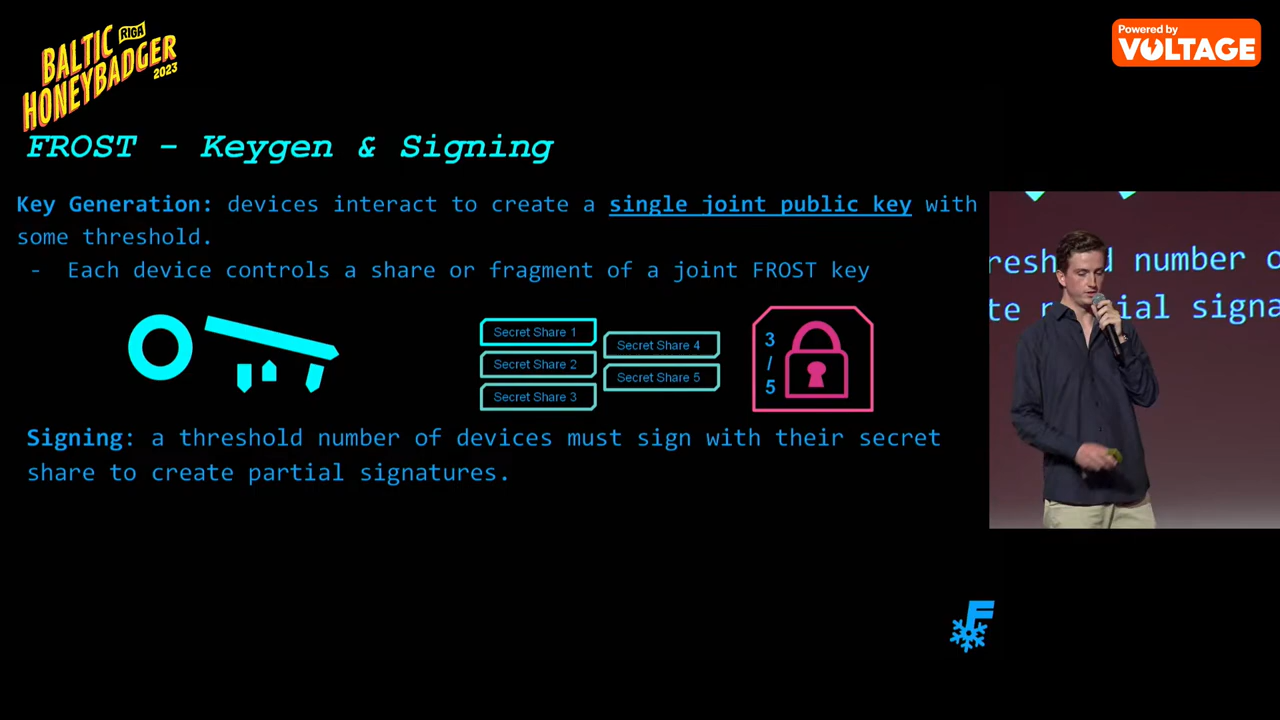 BALTIC
RIGA
HONEYBADGER
2023
Powered by
VOLTAGE
FROST - Keygen & Signing
Key Generation: devices interact to create a single joint public key with
some threshold.
- Each device controls a share or fragment of a joint FROST key
Secret Share 1
Secret Share 2
Secret Share 3
Secret Share 4
Secret Share 5
3
/
5
Signing: a threshold number of devices must sign with their secret
share to create partial signatures.
number o
signa
F